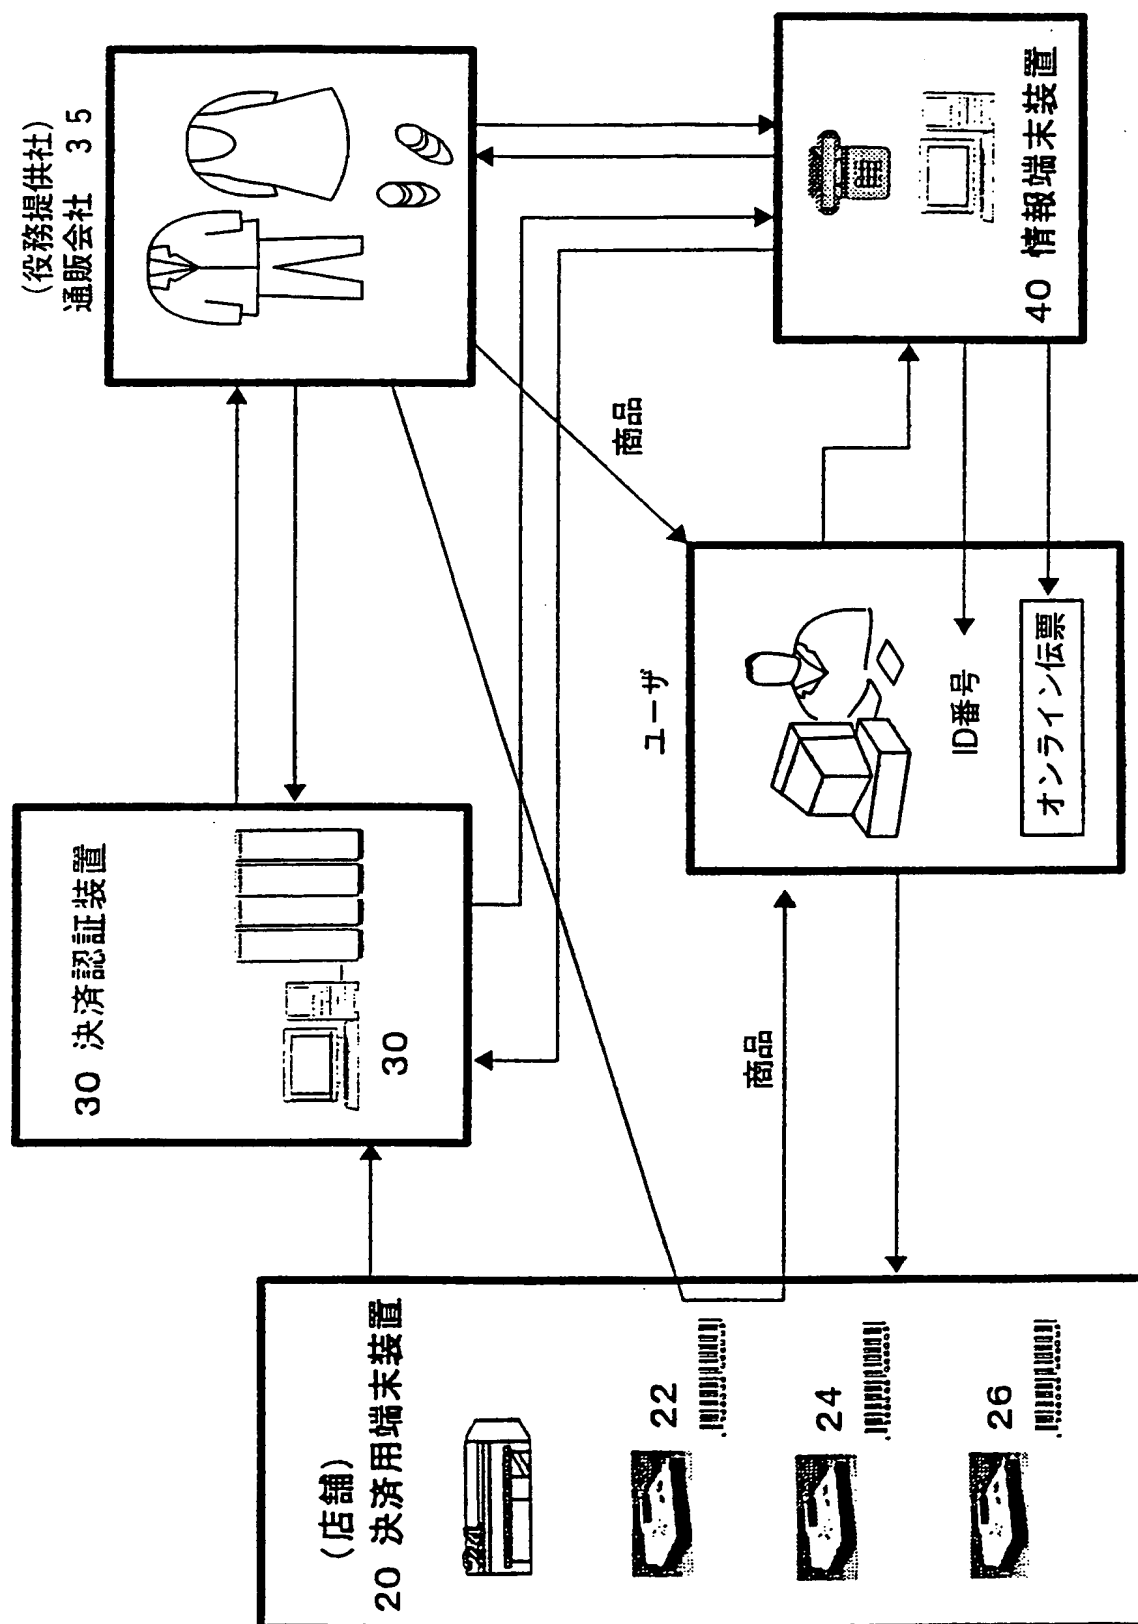 (店舗)
20 決済用端末装置
22
24
26
30 決済認証装置
30
(役務提供社)
通販会社 35
商品
商品
ユーザ
ID番号
オンライン伝票
40 情報端末装置